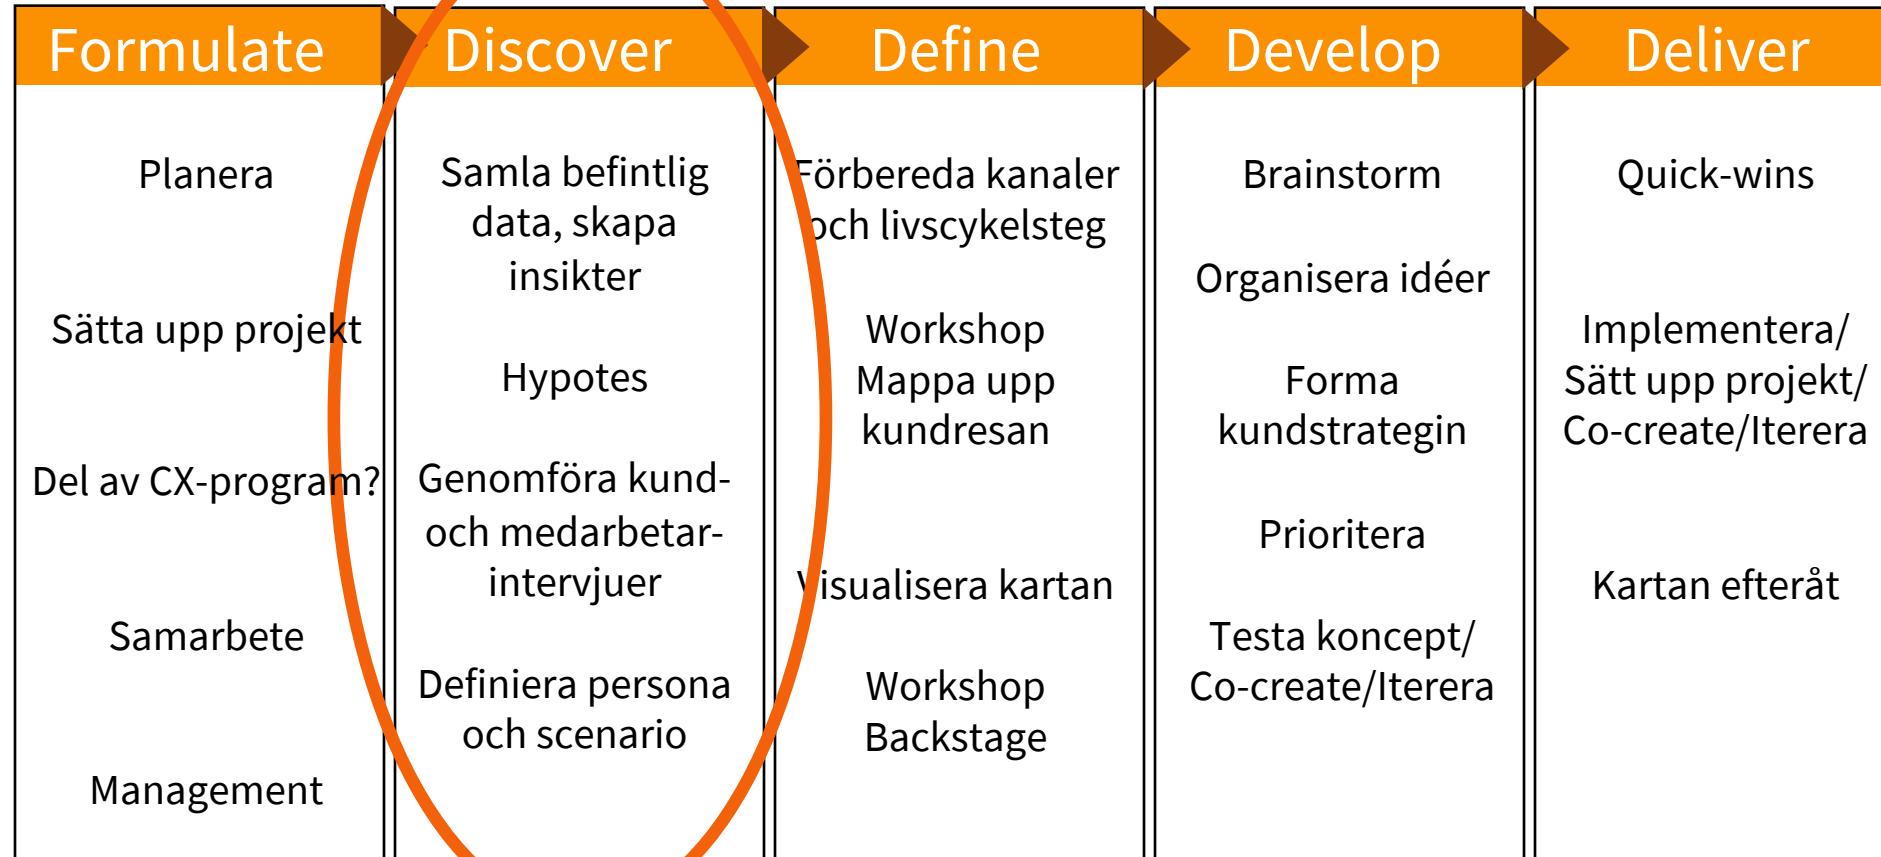 Formulate
Planera
Sätta upp projekt
Del av CX-program?
Samarbete
Management
Discover
Samla befintlig
data, skapa
insikter
Hypotes
Genomföra kund-
och medarbetar-
intervjuer
Definiera persona
och scenario
Define
Förbereda kanaler
och livscykelsteg
Workshop
Mappa upp
kundresan
Visualisera kartan
Workshop
Backstage
Develop
Brainstorm
Organisera idéer
Forma
kundstrategin
Prioritera
Testa koncept/
Co-create/Iterera
Deliver
Quick-wins
Implementera/
Sätt upp projekt/
Co-create/Iterera
Kartan efteråt